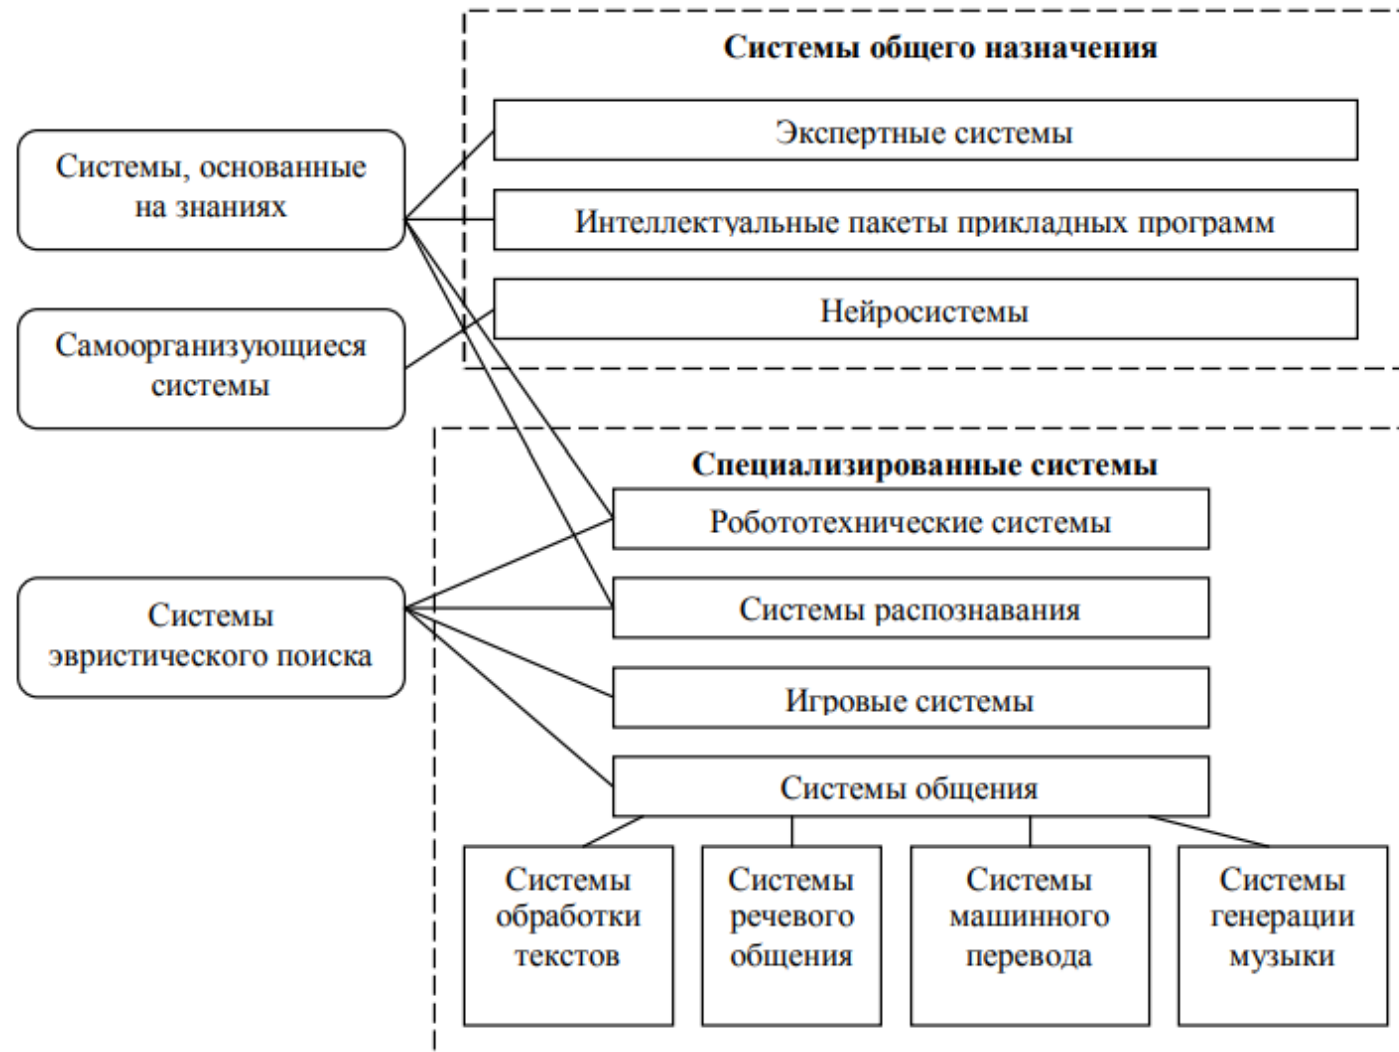 Системы общего назначения
Экспертные системы
Системы, основанные
на знаниях
Интеллектуальные пакеты прикладных программ
Нейросистемы
Самоорганизующиеся
системы
Специализированные системы
Робототехнические системы
Системы распознавания
Системы
эвристического поиска
Игровые системы
Системы общения
Системы
обработки
текстов
Системы
речевого
общения
Системы
машинного
перевода
Системы
генерации
музыки